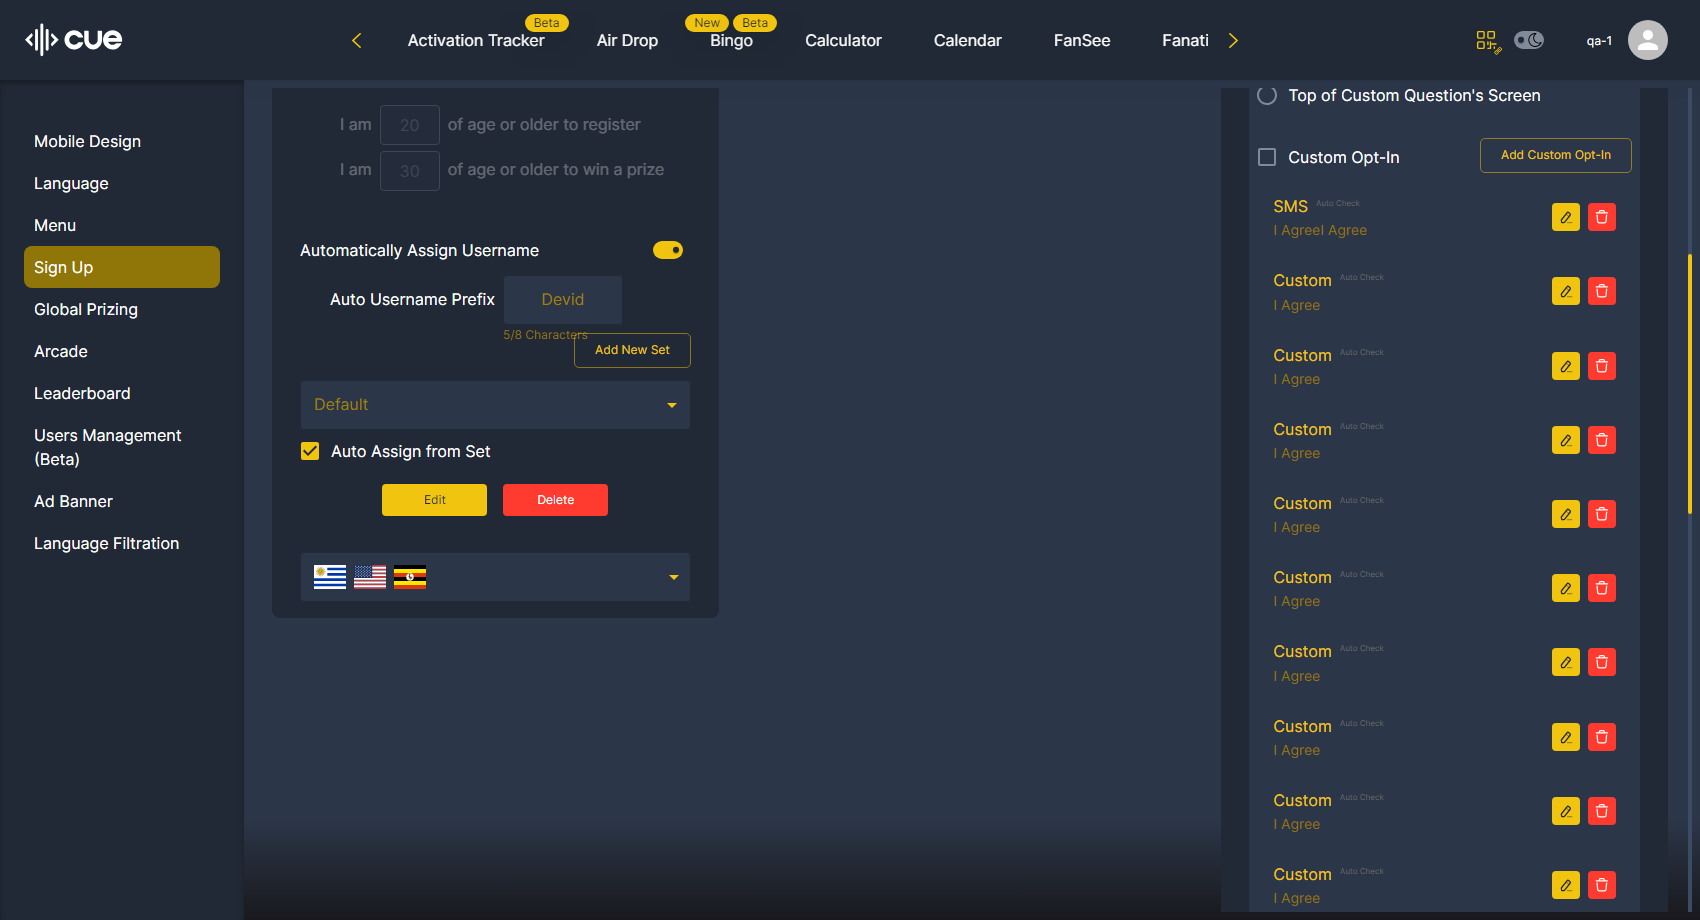 cue
Beta
New
Beta
Activation Tracker
Air Drop
Bingo
Calculator
Calendar
FanSee
Fanati
qa-1
Mobile Design
Language
Menu
Sign Up
Global Prizing
Arcade
Leaderboard
Users Management
(Beta)
Ad Banner
Language Filtration
I am 20 of age or older to register
I am 30 of age or older to win a prize
Automatically Assign Username
Auto Username Prefix Devid
5/8 Characters
Add New Set
Default
Auto Assign from Set
Edit Delete
Top of Custom Question's Screen
Custom Opt-In Add Custom Opt-In
SMS Auto Check
I AgreeI Agree
Custom Auto Check
I Agree
Custom Auto Check
I Agree
Custom Auto Check
I Agree
Custom Auto Check
I Agree
Custom Auto Check
I Agree
Custom Auto Check
I Agree
Custom Auto Check
I Agree
Custom Auto Check
I Agree
Custom Auto Check
I Agree